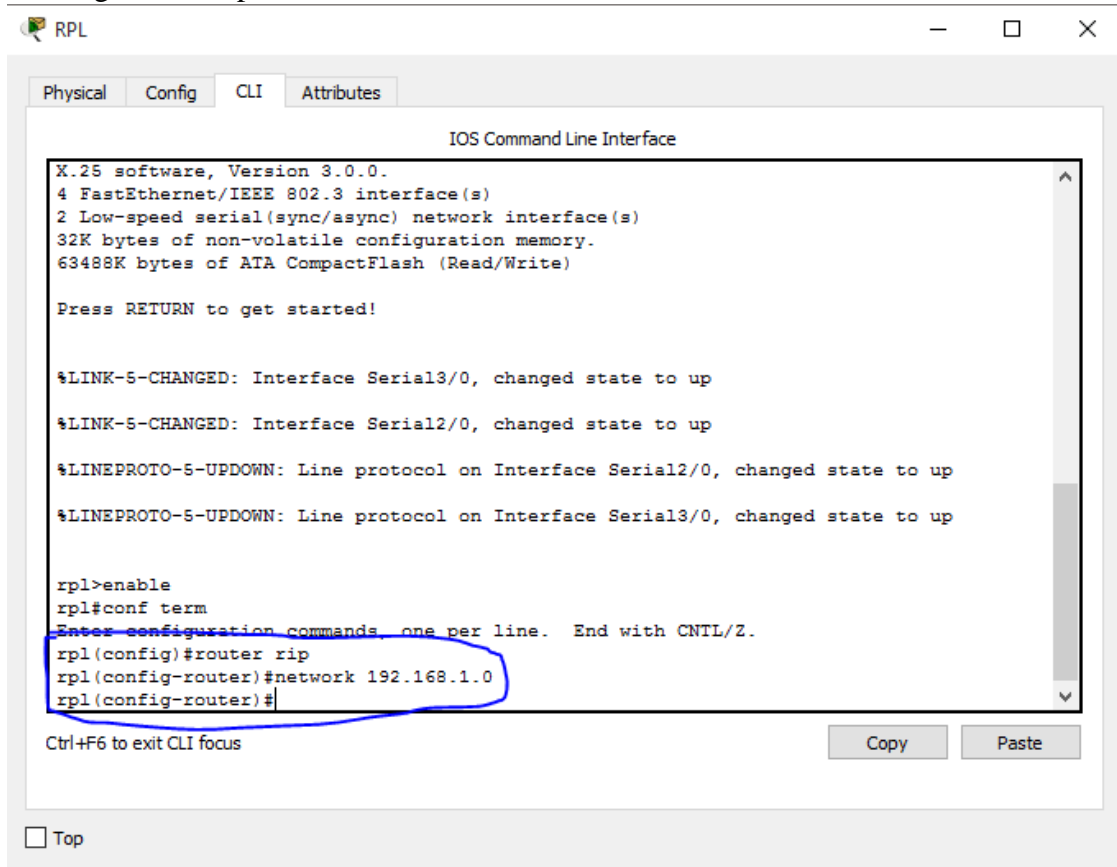 RPL
Physical Config CLI Attributes
IOS Command Line Interface
X.25 software, Version 3.0.0.
4 FastEthernet/IEEE 802.3 interface(s)
2 Low-speed serial(sync/async) network interface(s)
32K bytes of non-volatile configuration memory.
63488K bytes of ATA CompactFlash (Read/Write)
Press RETURN to get started!
%LINK-5-CHANGED: Interface Serial3/0, changed state to up
%LINK-5-CHANGED: Interface Serial2/0, changed state to up
%LINEPROTO-5-UPDOWN: Line protocol on Interface Serial2/0, changed state to up
%LINEPROTO-5-UPDOWN: Line protocol on Interface Serial3/0, changed state to up
rpl>enable
rpl#conf term
Enter configuration commands, one per line. End with CNTL/Z.
rpl(config)#router rip
rpl(config-router)#network 192.168.1.0
rpl(config-router)#
Ctrl+F6 to exit CLI focus
Copy Paste
Top